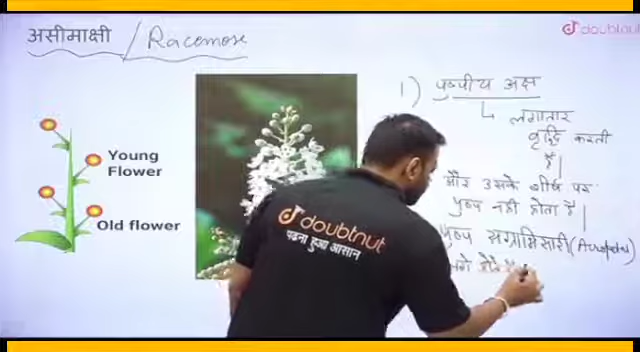 असीमाक्षी / Racemose
doubtnut
Young
Flower
Old flower
1) पुष्पीय अक्ष
लगातार
वृद्धि करती
है|
और उसके शीर्ष पर
पुष्प नहीं होता है|
पुष्प अग्राभिसारी
doubtnut
पढ़ना हुआ आसान